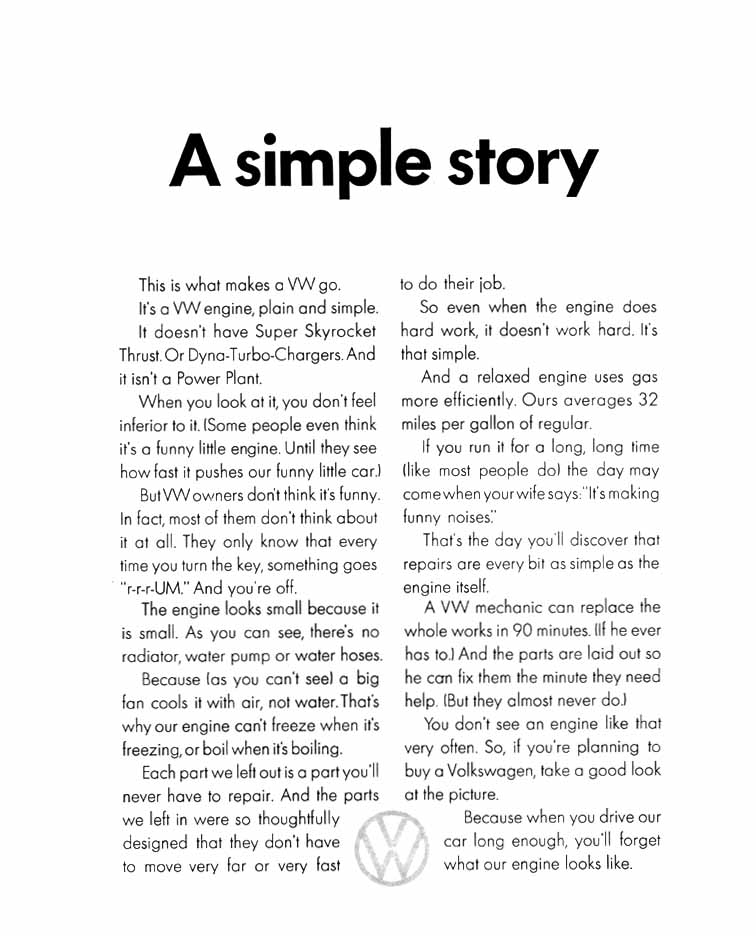 A simple story
This is what makes a VW go.
It's a VW engine, plain and simple.
It doesn't have Super Skyrocket
Thrust. Or Dyna-Turbo-Chargers. And
it isn't a Power Plant.
When you look at it, you don't feel
inferior to it. (Some people even think
it's a funny little engine. Until they see
how fast it pushes our funny little car.)
But VW owners don't think it's funny.
In fact, most of them don't think about
it at all. They only know that every
time you turn the key, something goes
"r-r-r-UM." And you're off.
The engine looks small because it
is small. As you can see, there's no
radiator, water pump or water hoses.
Because (as you can't see) a big
fan cools it with air, not water. That's
why our engine can't freeze when it's
freezing, or boil when it's boiling.
Each part we left out is a part you'll
never have to repair. And the parts
we left in were so thoughtfully
designed that they don't have
to move very far or very fast
to do their job.
So even when the engine does
hard work, it doesn't work hard. It's
that simple.
And a relaxed engine uses gas
more efficiently. Ours averages 32
miles per gallon of regular.
If you run it for a long, long time
(like most people do) the day may
come when your wife says: "It's making
funny noises."
That's the day you'll discover that
repairs are every bit as simple as the
engine itself.
A VW mechanic can replace the
whole works in 90 minutes. (If he ever
has to.) And the parts are laid out so
he can fix them the minute they need
help. (But they almost never do.)
You don't see an engine like that
very often. So, if you're planning to
buy a Volkswagen, take a good look
at the picture.
Because when you drive our
car long enough, you'll forget
what our engine looks like.
VW